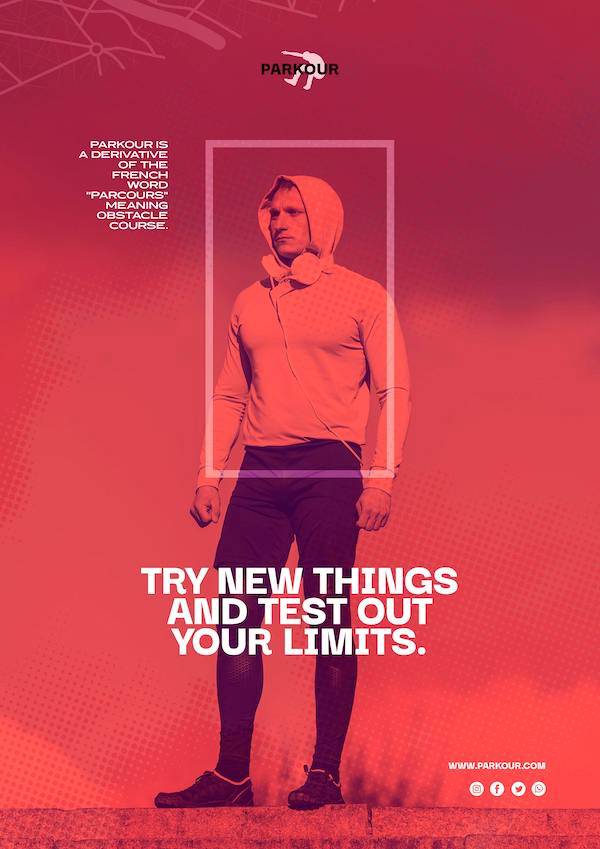 PARKOUR
PARKOUR IS
A DERIVATIVE
OF THE
FRENCH
WORD
"PARCOURS"
MEANING
OBSTACLE
COURSE.
TRY NEW THINGS
AND TEST OUT
YOUR LIMITS.
WWW.PARKOUR.COM